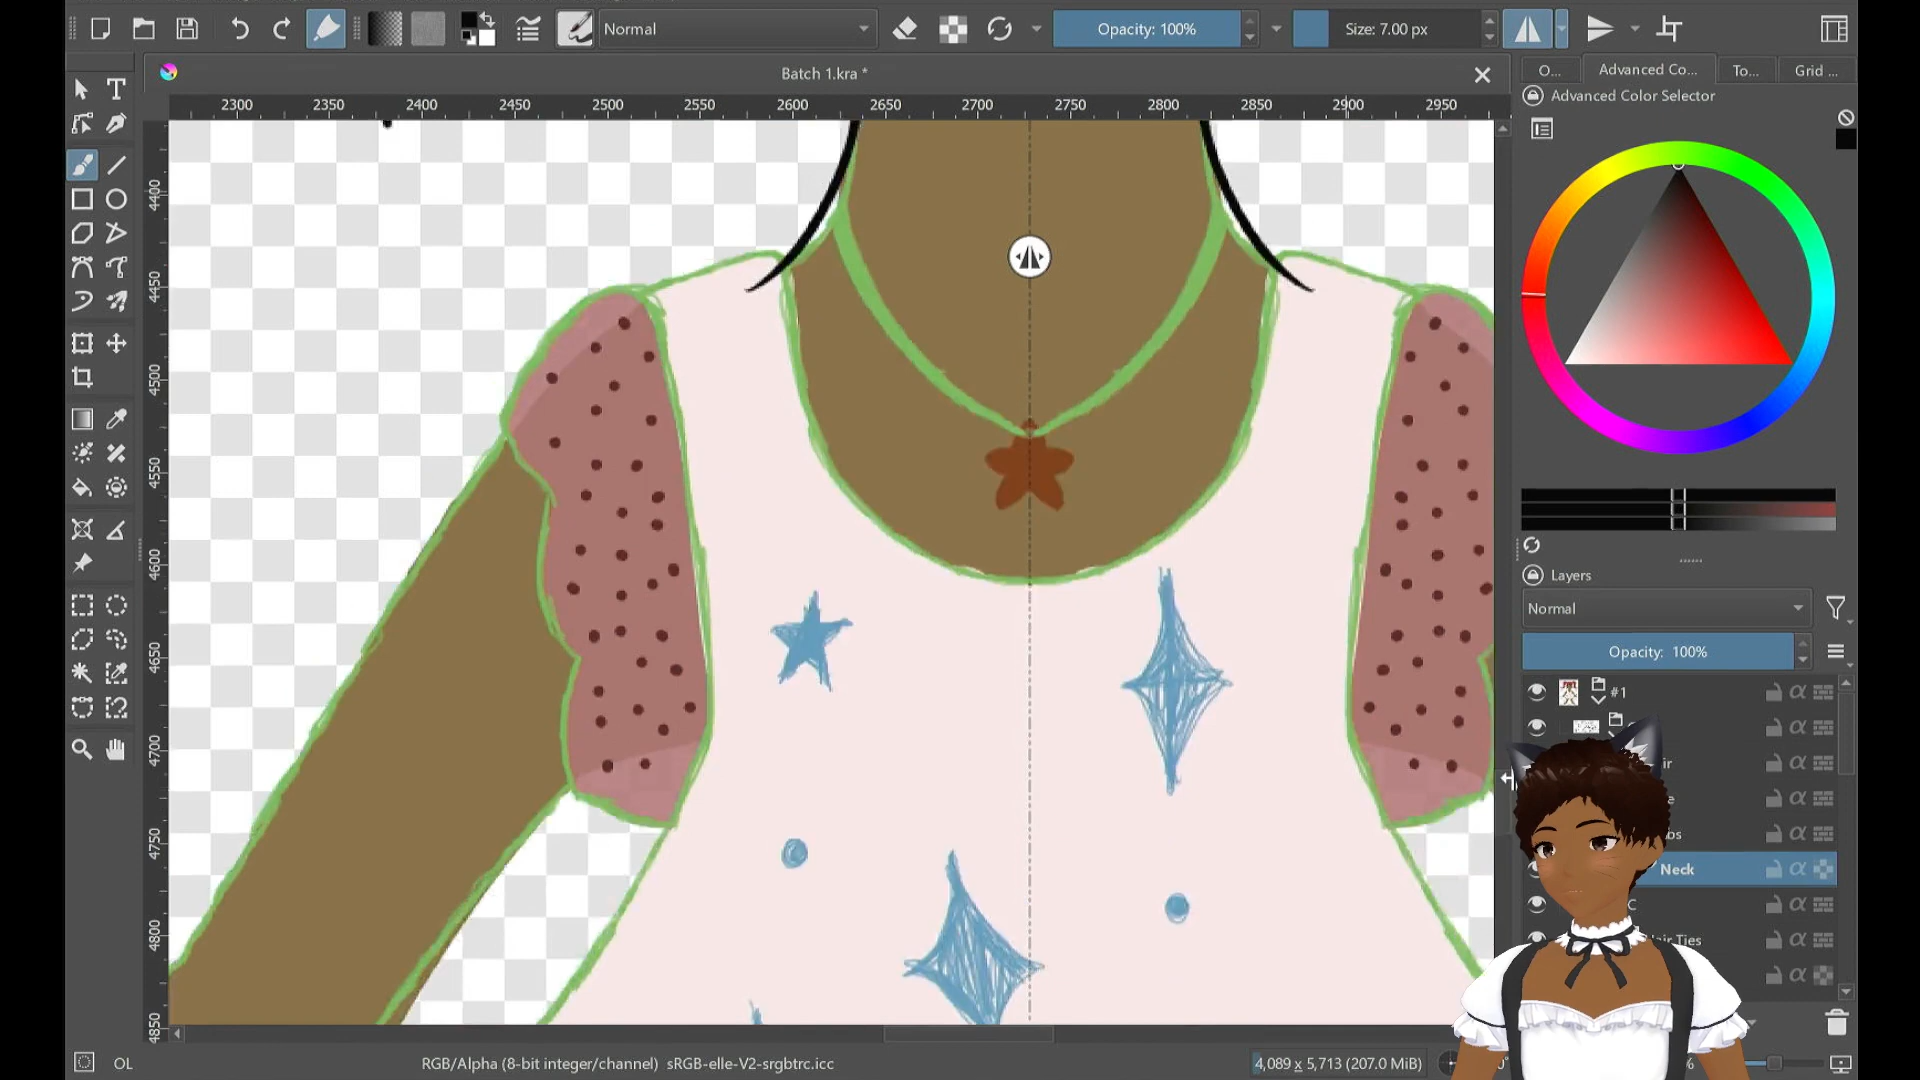 Normal
Opacity: 100%
Size: 7.00 px
Batch 1.kra *
O...
Advanced Co...
To...
Grid ...
2300 2350 2400 2450 2500 2550 2600 2650 2700 2750 2800 2850 2900 2950
Advanced Color Selector
4400
4450
4500
4550
4600
4650
4700
4750
4800
4850
Layers
Normal
Opacity: 100%
#1
Neck
C
Hair Ties
OL
RGB/Alpha (8-bit integer/channel) sRGB-elle-V2-srgbtrc.icc
4,089 x 5,713 (207.0 MiB)